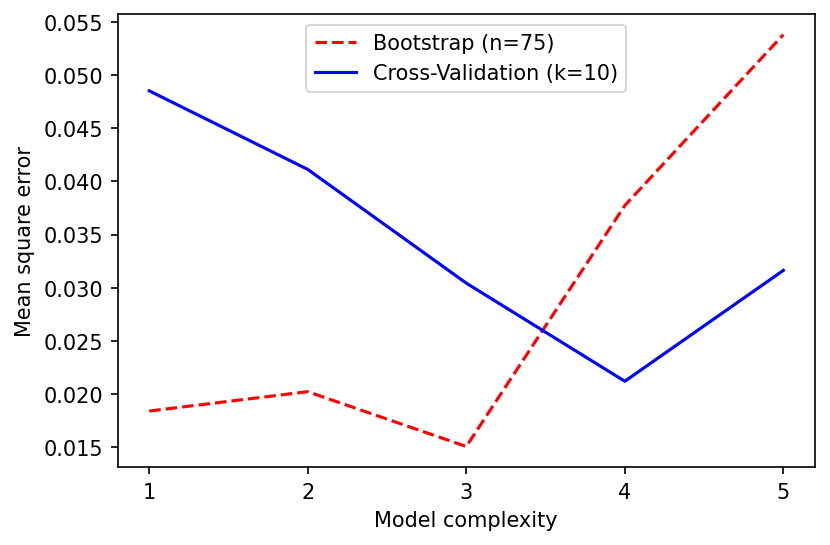 Bootstrap (n=75)
Cross-Validation (k=10)
Mean square error
0.055
0.050
0.045
0.040
0.035
0.030
0.025
0.020
0.015
1 2 3 4 5
Model complexity